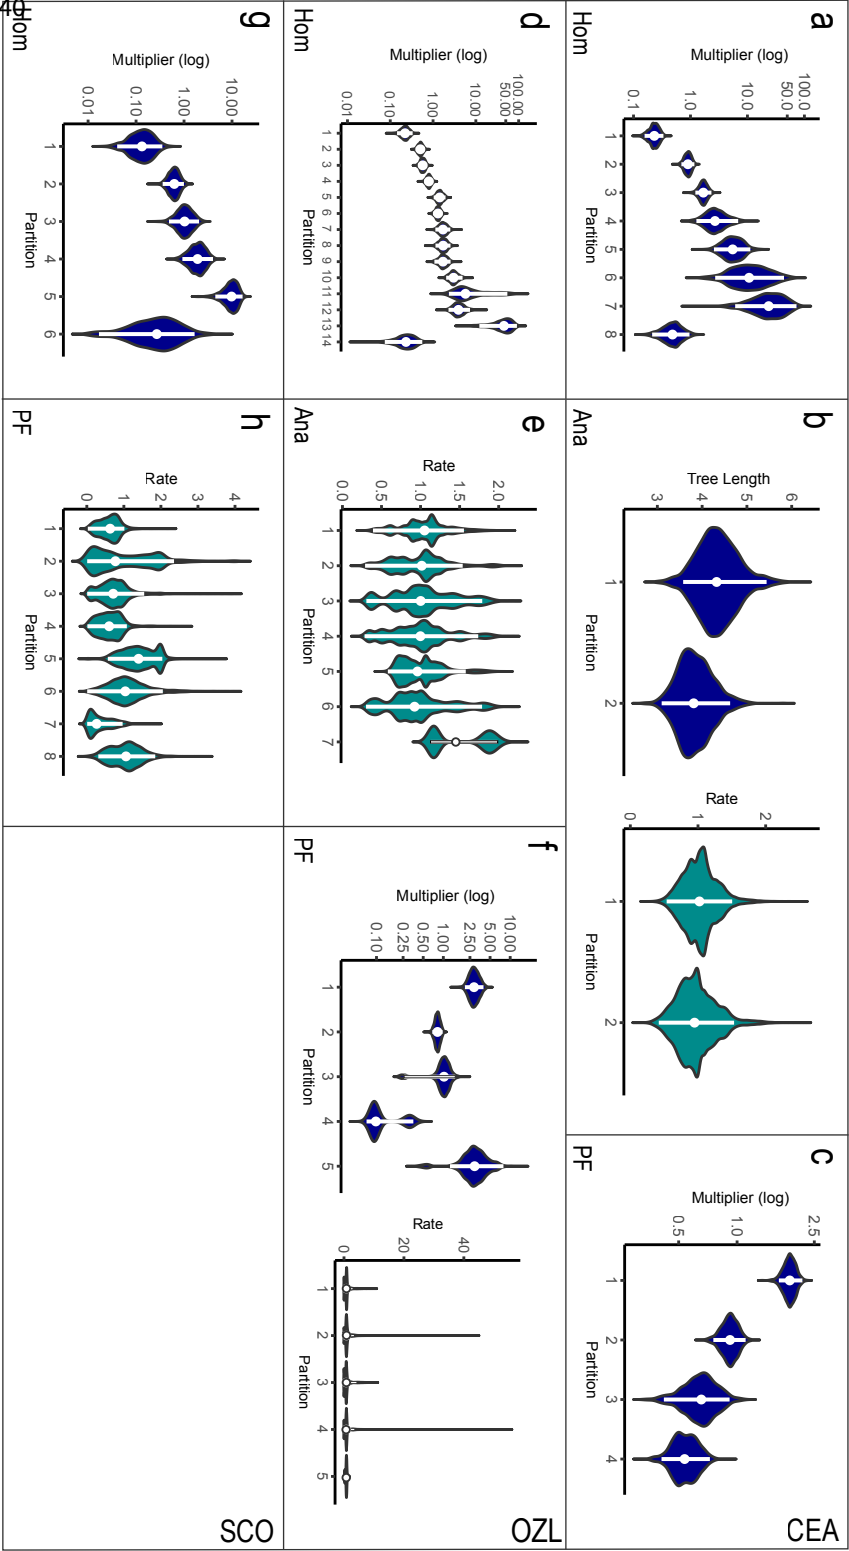 40
a
Hom
Multiplier (log)
0.1 1.0 10.0 50.0 100.0
1 2 3 4 5 6 7 8
Partition
b
Ana
Tree Length
3 4 5 6
1 2
Partition
Rate
0 1 2
1 2
Partition
c
PF
Multiplier (log)
0.5 1.0 2.5
1 2 3 4
Partition
CEA
d
Hom
Multiplier (log)
0.01 0.10 1.00 10.00 50.00 100.00
1 2 3 4 5 6 7 8 9 10 11 12 13 14
Partition
e
Ana
Rate
0.0 0.5 1.0 1.5 2.0
1 2 3 4 5 6 7
Partition
f
PF
Multiplier (log)
0.10 0.25 0.50 1.00 2.50 5.00 10.00
1 2 3 4 5
Partition
Rate
0 20 40
1 2 3 4 5
Partition
OZL
g
Hom
Multiplier (log)
0.01 0.10 1.00 10.00
1 2 3 4 5 6
Partition
h
PF
Rate
0 1 2 3 4
1 2 3 4 5 6 7 8
Partition
SCO